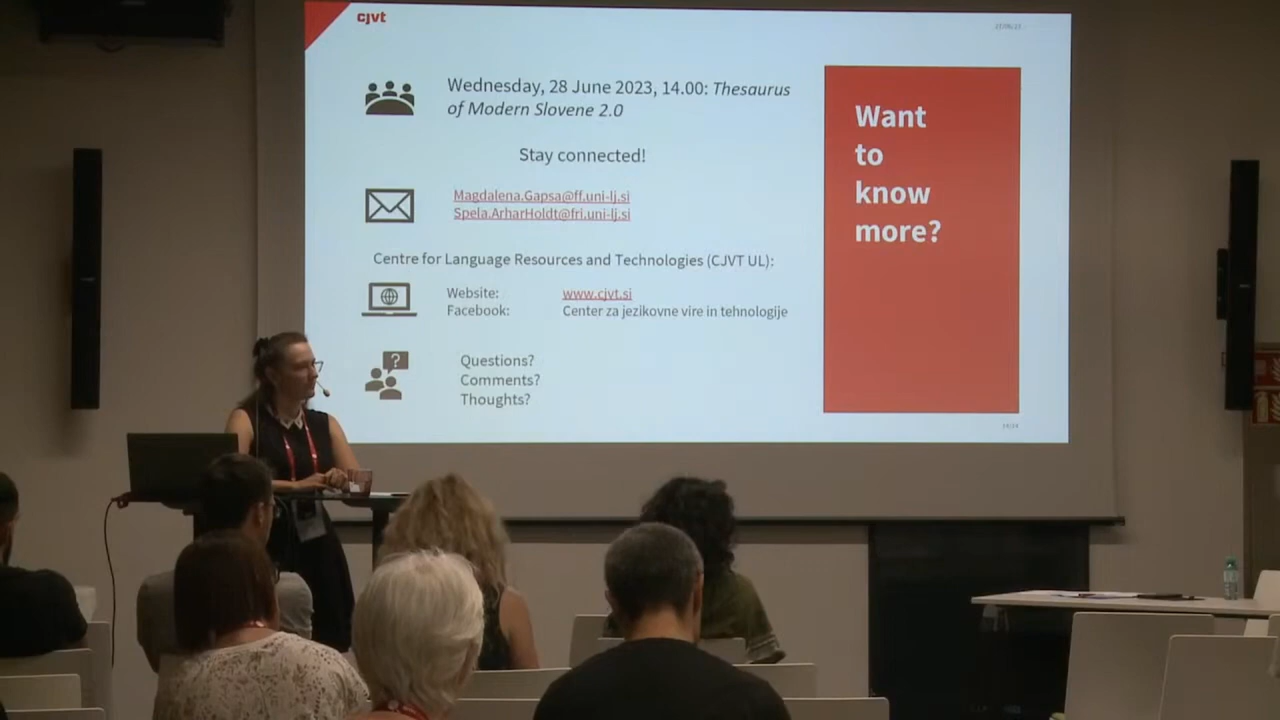 cjvt
Wednesday, 28 June 2023, 14.00: Thesaurus
of Modern Slovene 2.0
Stay connected!
Magdalena.Gapsa@ff.uni-lj.si
Spela.ArharHoldt@fri.uni-lj.si
Centre for Language Resources and Technologies (CJVT UL):
Website: www.cjvt.si
Facebook: Center za jezikovne vire in tehnologije
?
Questions?
Comments?
Thoughts?
Want
to
know
more?